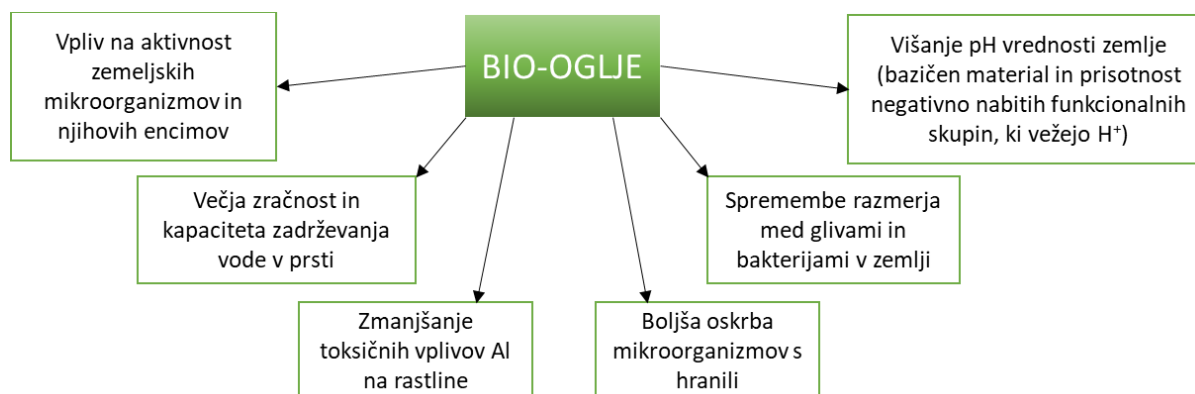 BIO-OGLJE
Vpliv na aktivnost
zemeljskih
mikroorganizmov in
njihovih encimov
Višanje pH vrednosti zemlje
(bazičen material in prisotnost
negativno nabitih funkcionalnih
skupin, ki vežejo H⁺)
Večja zračnost in
kapaciteta zadrževanja
vode v prsti
Spremembe razmerja
med glivami in
bakterijami v zemlji
Zmanjšanje
toksičnih vplivov Al
na rastline
Boljša oskrba
mikroorganizmov s
hranili